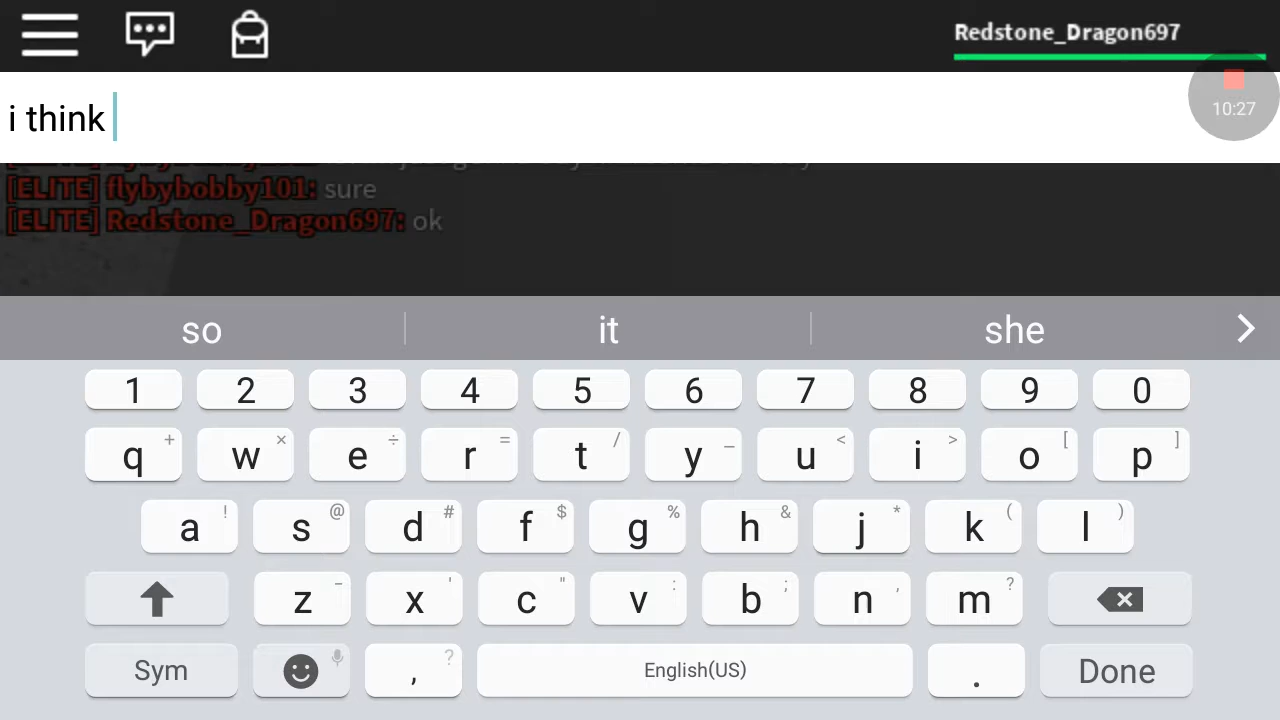 Redstone_Dragon697
10:27
i think
[ELITE] flybybobby101: sure
[ELITE] Redstone_Dragon697: ok
so it she
1 2 3 4 5 6 7 8 9 0
q + w × e ÷ r = t / y _ u < i > o [ p ]
a ! s @ d # f $ g % h & j * k ( l )
z - x ' c " v : b ; n , m ?
Sym , ? English(US) . Done